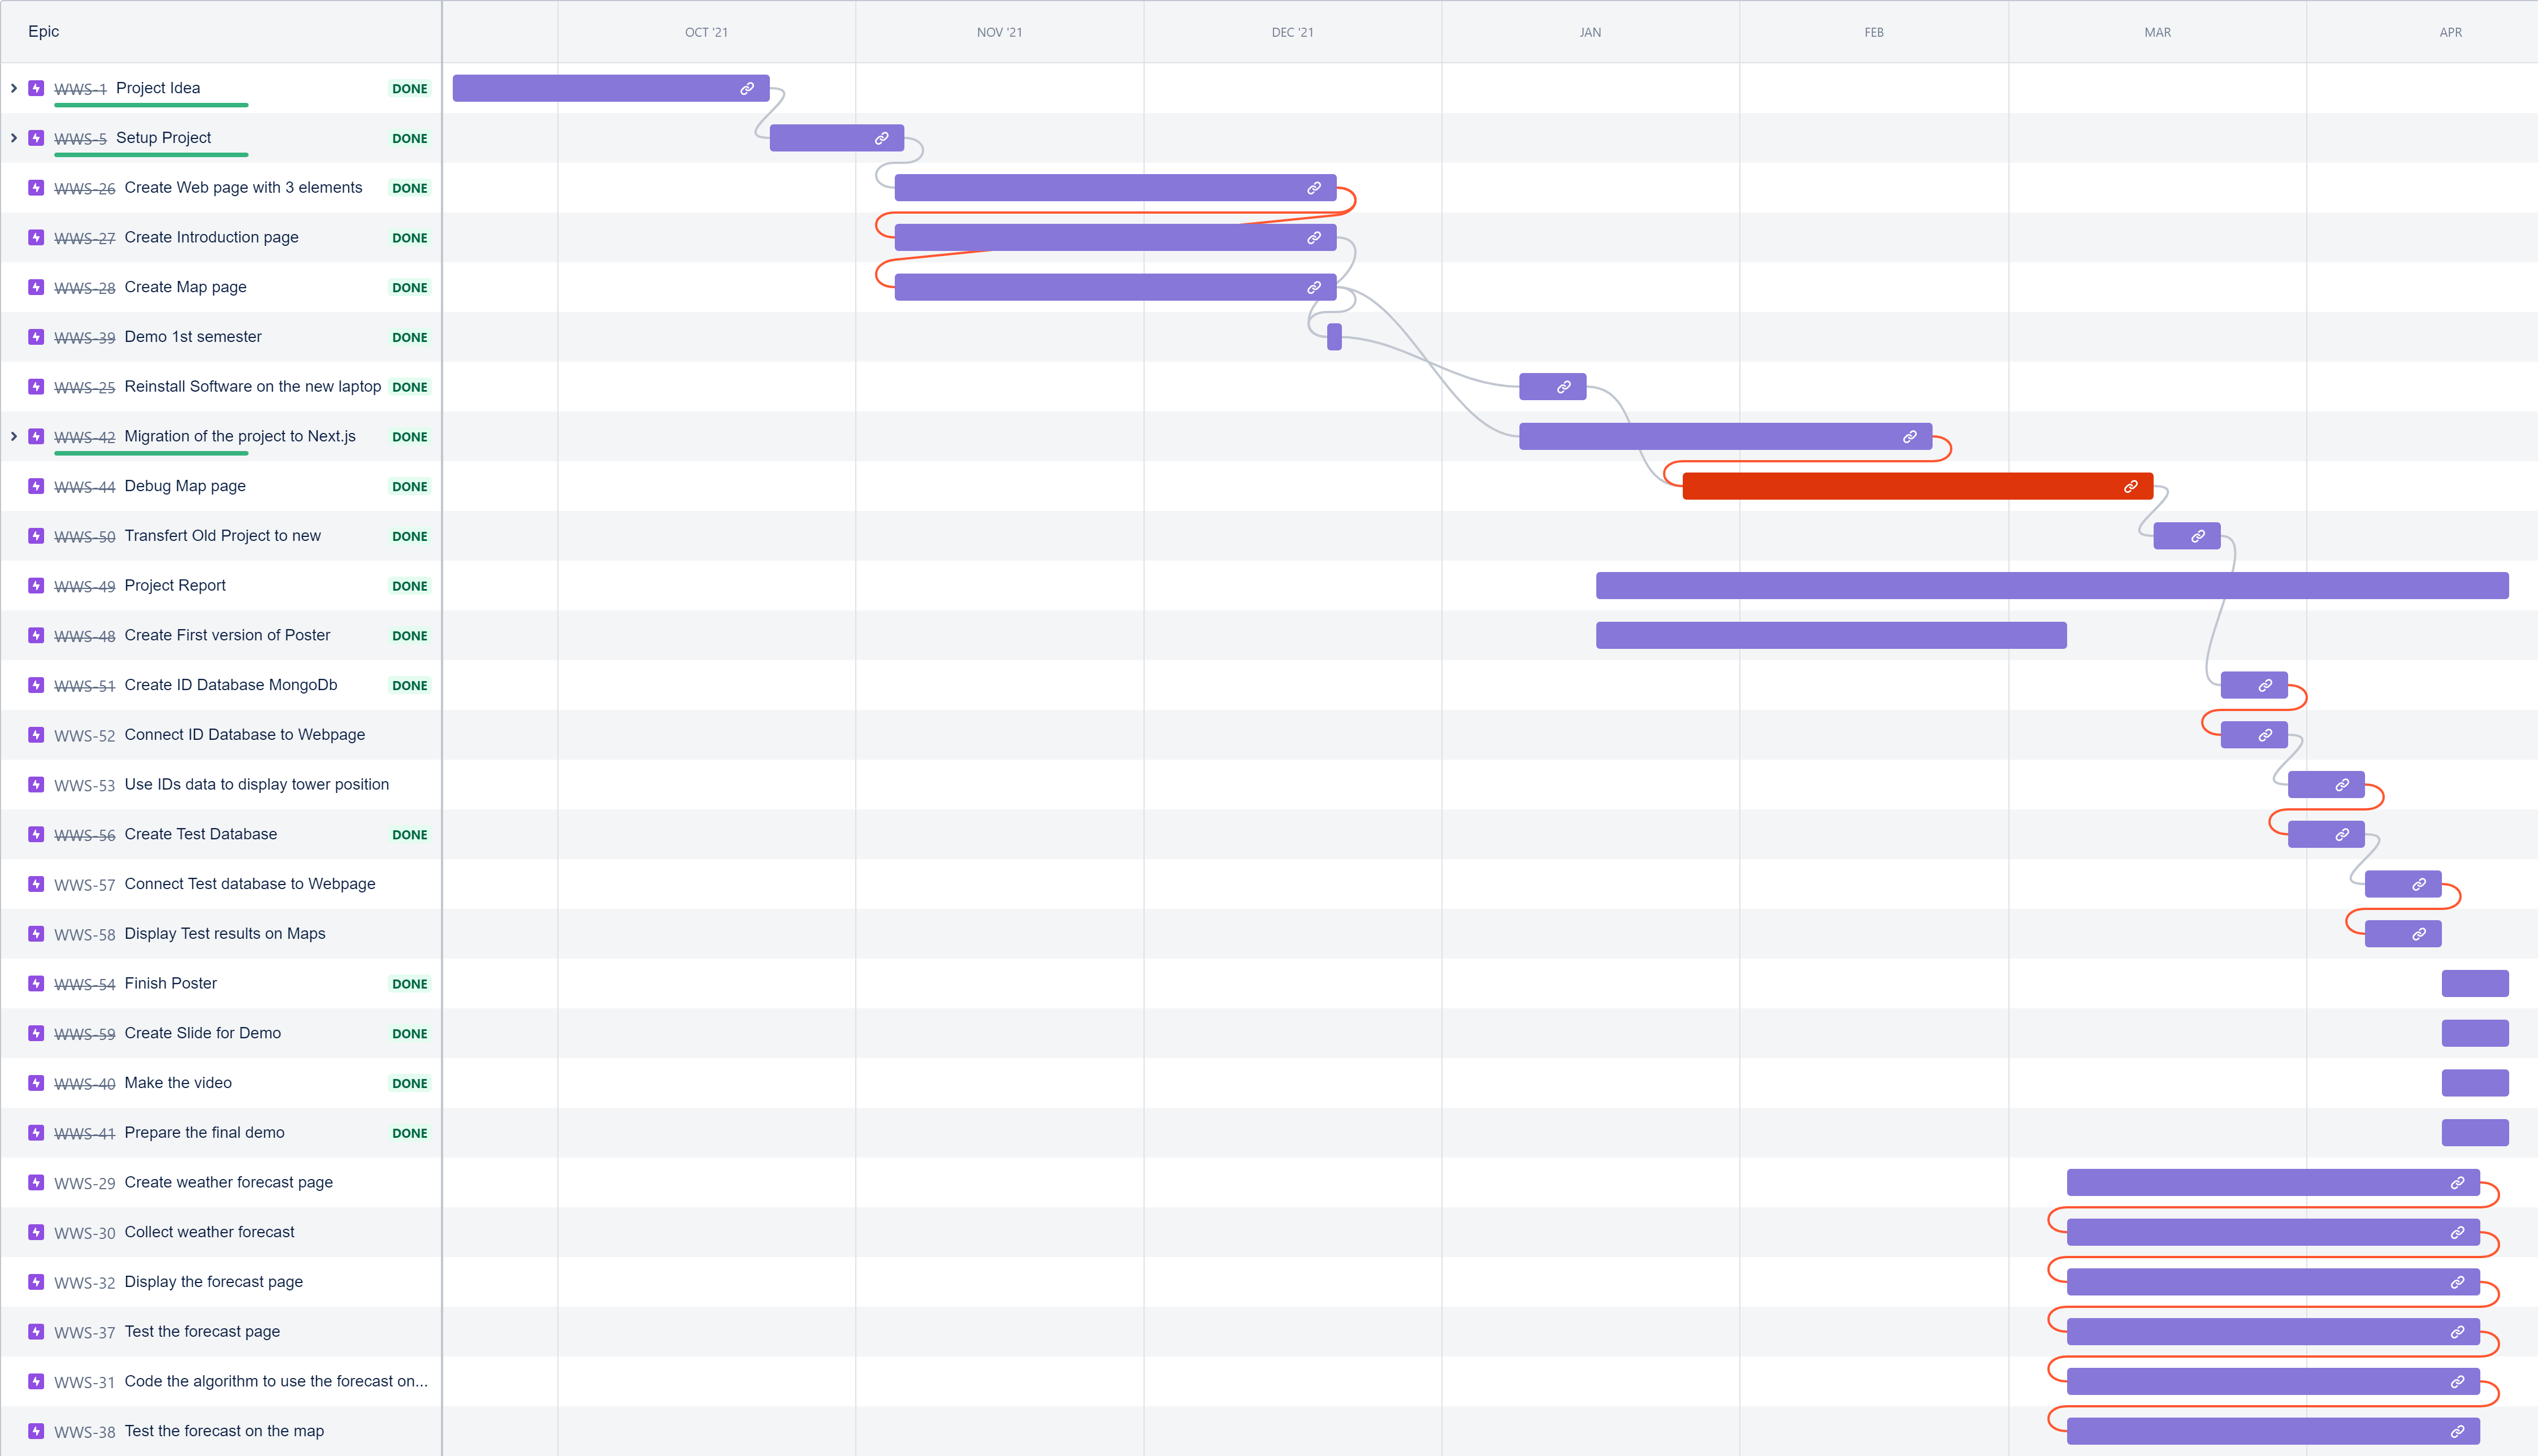 Epic OCT '21 NOV '21 DEC '21 JAN FEB MAR APR
WWS-1 Project Idea DONE
WWS-5 Setup Project DONE
WWS-26 Create Web page with 3 elements DONE
WWS-27 Create Introduction page DONE
WWS-28 Create Map page DONE
WWS-39 Demo 1st semester DONE
WWS-25 Reinstall Software on the new laptop DONE
WWS-42 Migration of the project to Next.js DONE
WWS-44 Debug Map page DONE
WWS-50 Transfert Old Project to new DONE
WWS-49 Project Report DONE
WWS-48 Create First version of Poster DONE
WWS-51 Create ID Database MongoDb DONE
WWS-52 Connect ID Database to Webpage
WWS-53 Use IDs data to display tower position
WWS-56 Create Test Database DONE
WWS-57 Connect Test database to Webpage
WWS-58 Display Test results on Maps
WWS-54 Finish Poster DONE
WWS-59 Create Slide for Demo DONE
WWS-40 Make the video DONE
WWS-41 Prepare the final demo DONE
WWS-29 Create weather forecast page
WWS-30 Collect weather forecast
WWS-32 Display the forecast page
WWS-37 Test the forecast page
WWS-31 Code the algorithm to use the forecast on...
WWS-38 Test the forecast on the map